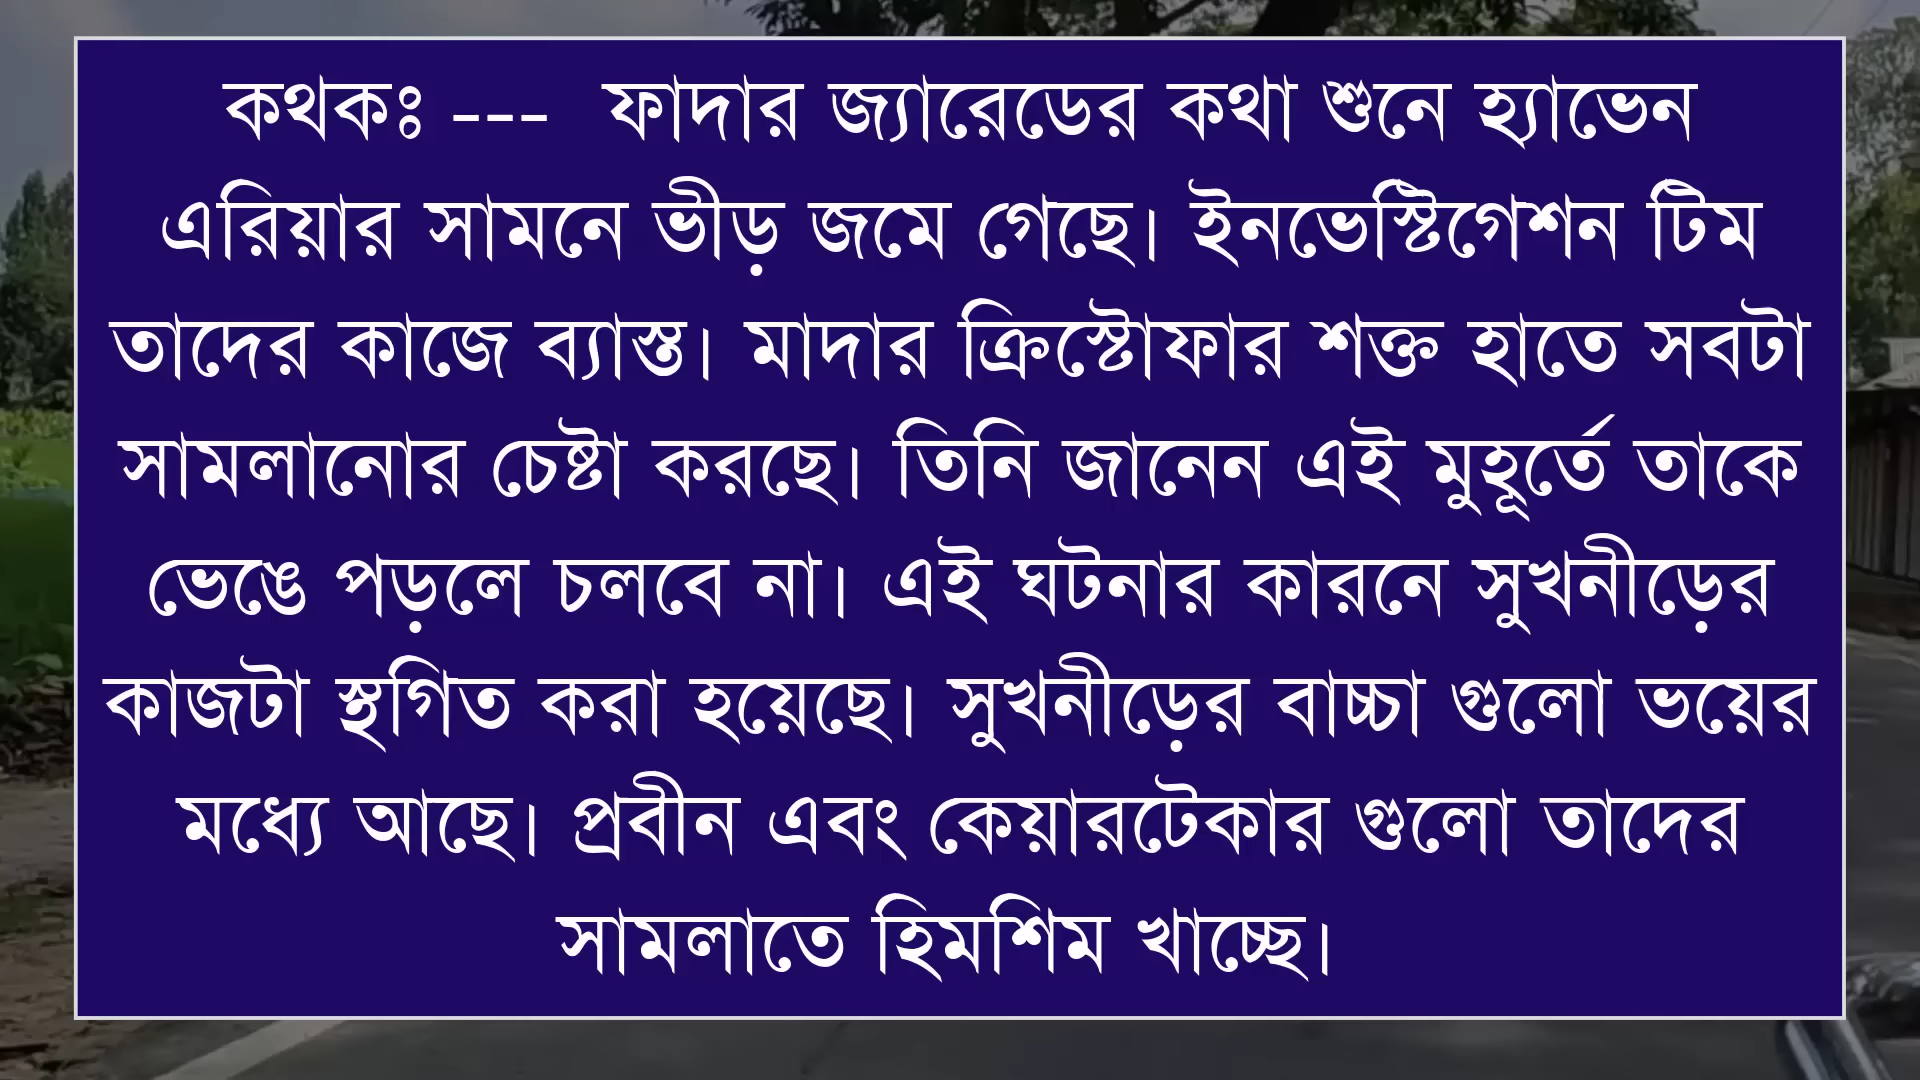 কথকঃ --- ফাদার জ্যারেডের কথা শুনে হ্যাভেন
এরিয়ার সামনে ভীড় জমে গেছে। ইনভেস্টিগেশন টিম
তাদের কাজে ব্যাস্ত। মাদার ক্রিস্টোফার শক্ত হাতে সবটা
সামলানোর চেষ্টা করছে। তিনি জানেন এই মুহূর্তে তাকে
ভেঙে পড়লে চলবে না। এই ঘটনার কারনে সুখনীড়ের
কাজটা স্থগিত করা হয়েছে। সুখনীড়ের বাচ্চা গুলো ভয়ের
মধ্যে আছে। প্রবীন এবং কেয়ারটেকার গুলো তাদের
সামলাতে হিমশিম খাচ্ছে।